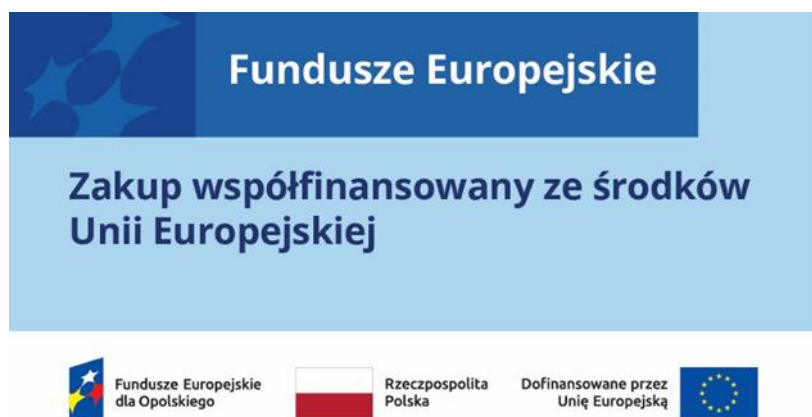 Fundusze Europejskie
Zakup współfinansowany ze środków
Unii Europejskiej
Fundusze Europejskie
dla Opolskiego
Rzeczpospolita
Polska
Dofinansowane przez
Unię Europejską